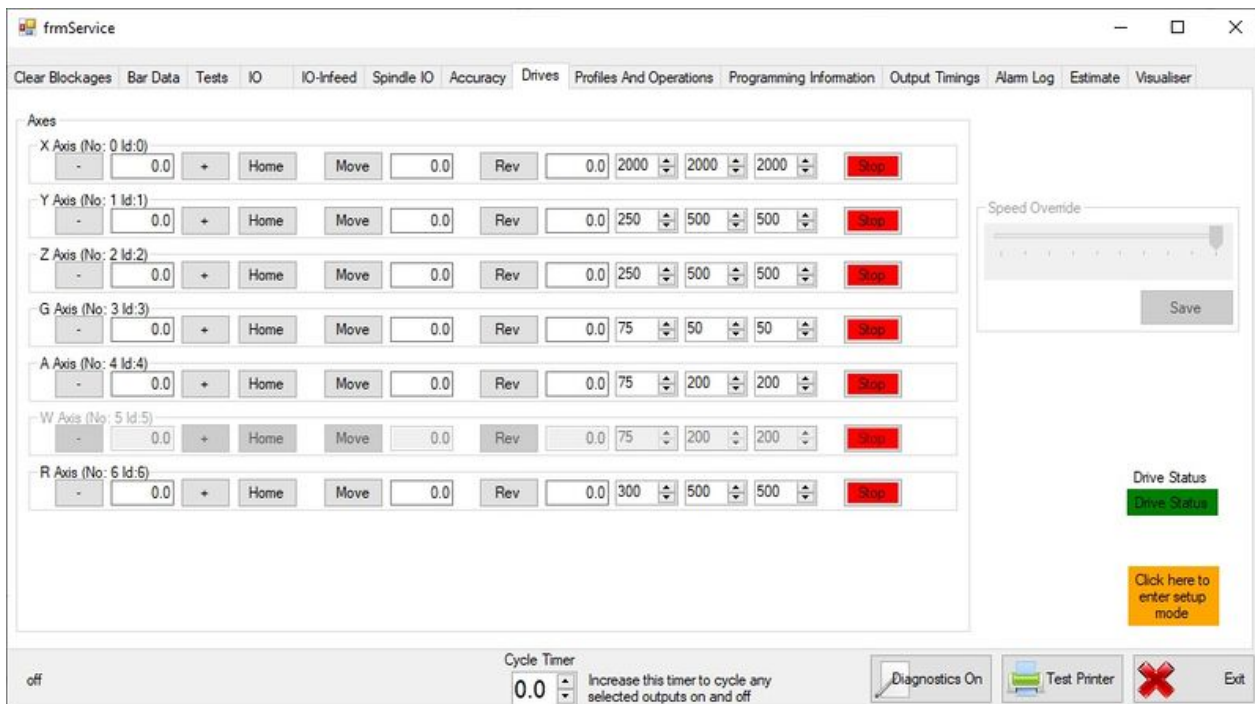 frmService
Clear Blockages Bar Data Tests IO IO-Infeed Spindle IO Accuracy Drives Profiles And Operations Programming Information Output Timings Alarm Log Estimate Visualiser
Axes
X Axis (No: 0 Id:0)
- 0.0 + Home Move 0.0 Rev 0.0 2000 2000 2000 Stop
Y Axis (No: 1 Id:1)
- 0.0 + Home Move 0.0 Rev 0.0 250 500 500 Stop
Z Axis (No: 2 Id:2)
- 0.0 + Home Move 0.0 Rev 0.0 250 500 500 Stop
G Axis (No: 3 Id:3)
- 0.0 + Home Move 0.0 Rev 0.0 75 50 50 Stop
A Axis (No: 4 Id:4)
- 0.0 + Home Move 0.0 Rev 0.0 75 200 200 Stop
W Axis (No: 5 Id:5)
- 0.0 + Home Move 0.0 Rev 0.0 75 200 200 Stop
R Axis (No: 6 Id:6)
- 0.0 + Home Move 0.0 Rev 0.0 300 500 500 Stop
Speed Override
Save
Drive Status
Drive Status
Click here to
enter setup
mode
off
Cycle Timer
0.0
Increase this timer to cycle any
selected outputs on and off
Diagnostics On
Test Printer
Exit